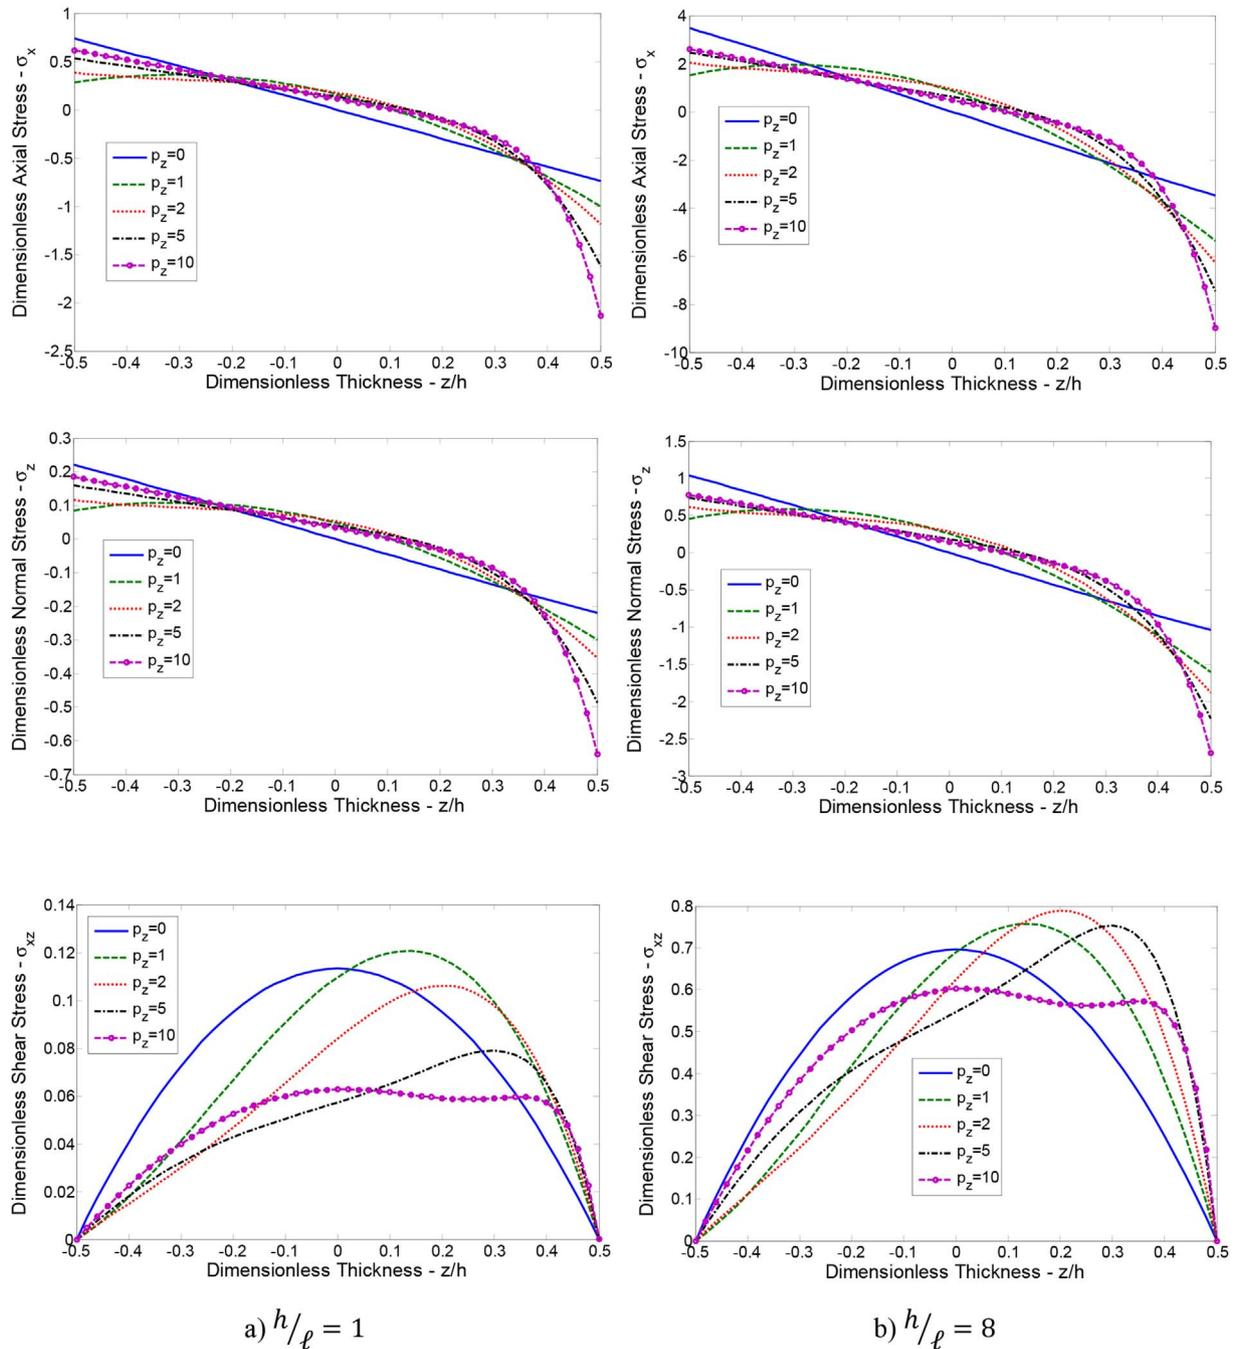 Dimensionless Axial Stress - σx
1
0.5
0
-0.5
-1
-1.5
-2
-2.5
pz=0
pz=1
pz=2
pz=5
pz=10
-0.5 -0.4 -0.3 -0.2 -0.1 0 0.1 0.2 0.3 0.4 0.5
Dimensionless Thickness - z/h
Dimensionless Axial Stress - σx
4
2
0
-2
-4
-6
-8
-10
pz=0
pz=1
pz=2
pz=5
pz=10
-0.5 -0.4 -0.3 -0.2 -0.1 0 0.1 0.2 0.3 0.4 0.5
Dimensionless Thickness - z/h
Dimensionless Normal Stress - σz
0.3
0.2
0.1
0
-0.1
-0.2
-0.3
-0.4
-0.5
-0.6
-0.7
pz=0
pz=1
pz=2
pz=5
pz=10
-0.5 -0.4 -0.3 -0.2 -0.1 0 0.1 0.2 0.3 0.4 0.5
Dimensionless Thickness - z/h
Dimensionless Normal Stress - σz
1.5
1
0.5
0
-0.5
-1
-1.5
-2
-2.5
-3
pz=0
pz=1
pz=2
pz=5
pz=10
-0.5 -0.4 -0.3 -0.2 -0.1 0 0.1 0.2 0.3 0.4 0.5
Dimensionless Thickness - z/h
Dimensionless Shear Stress - σxz
0.14
0.12
0.1
0.08
0.06
0.04
0.02
0
pz=0
pz=1
pz=2
pz=5
pz=10
-0.5 -0.4 -0.3 -0.2 -0.1 0 0.1 0.2 0.3 0.4 0.5
Dimensionless Thickness - z/h
Dimensionless Shear Stress - σxz
0.8
0.7
0.6
0.5
0.4
0.3
0.2
0.1
0
pz=0
pz=1
pz=2
pz=5
pz=10
-0.5 -0.4 -0.3 -0.2 -0.1 0 0.1 0.2 0.3 0.4 0.5
Dimensionless Thickness - z/h
a) h/ℓ = 1
b) h/ℓ = 8